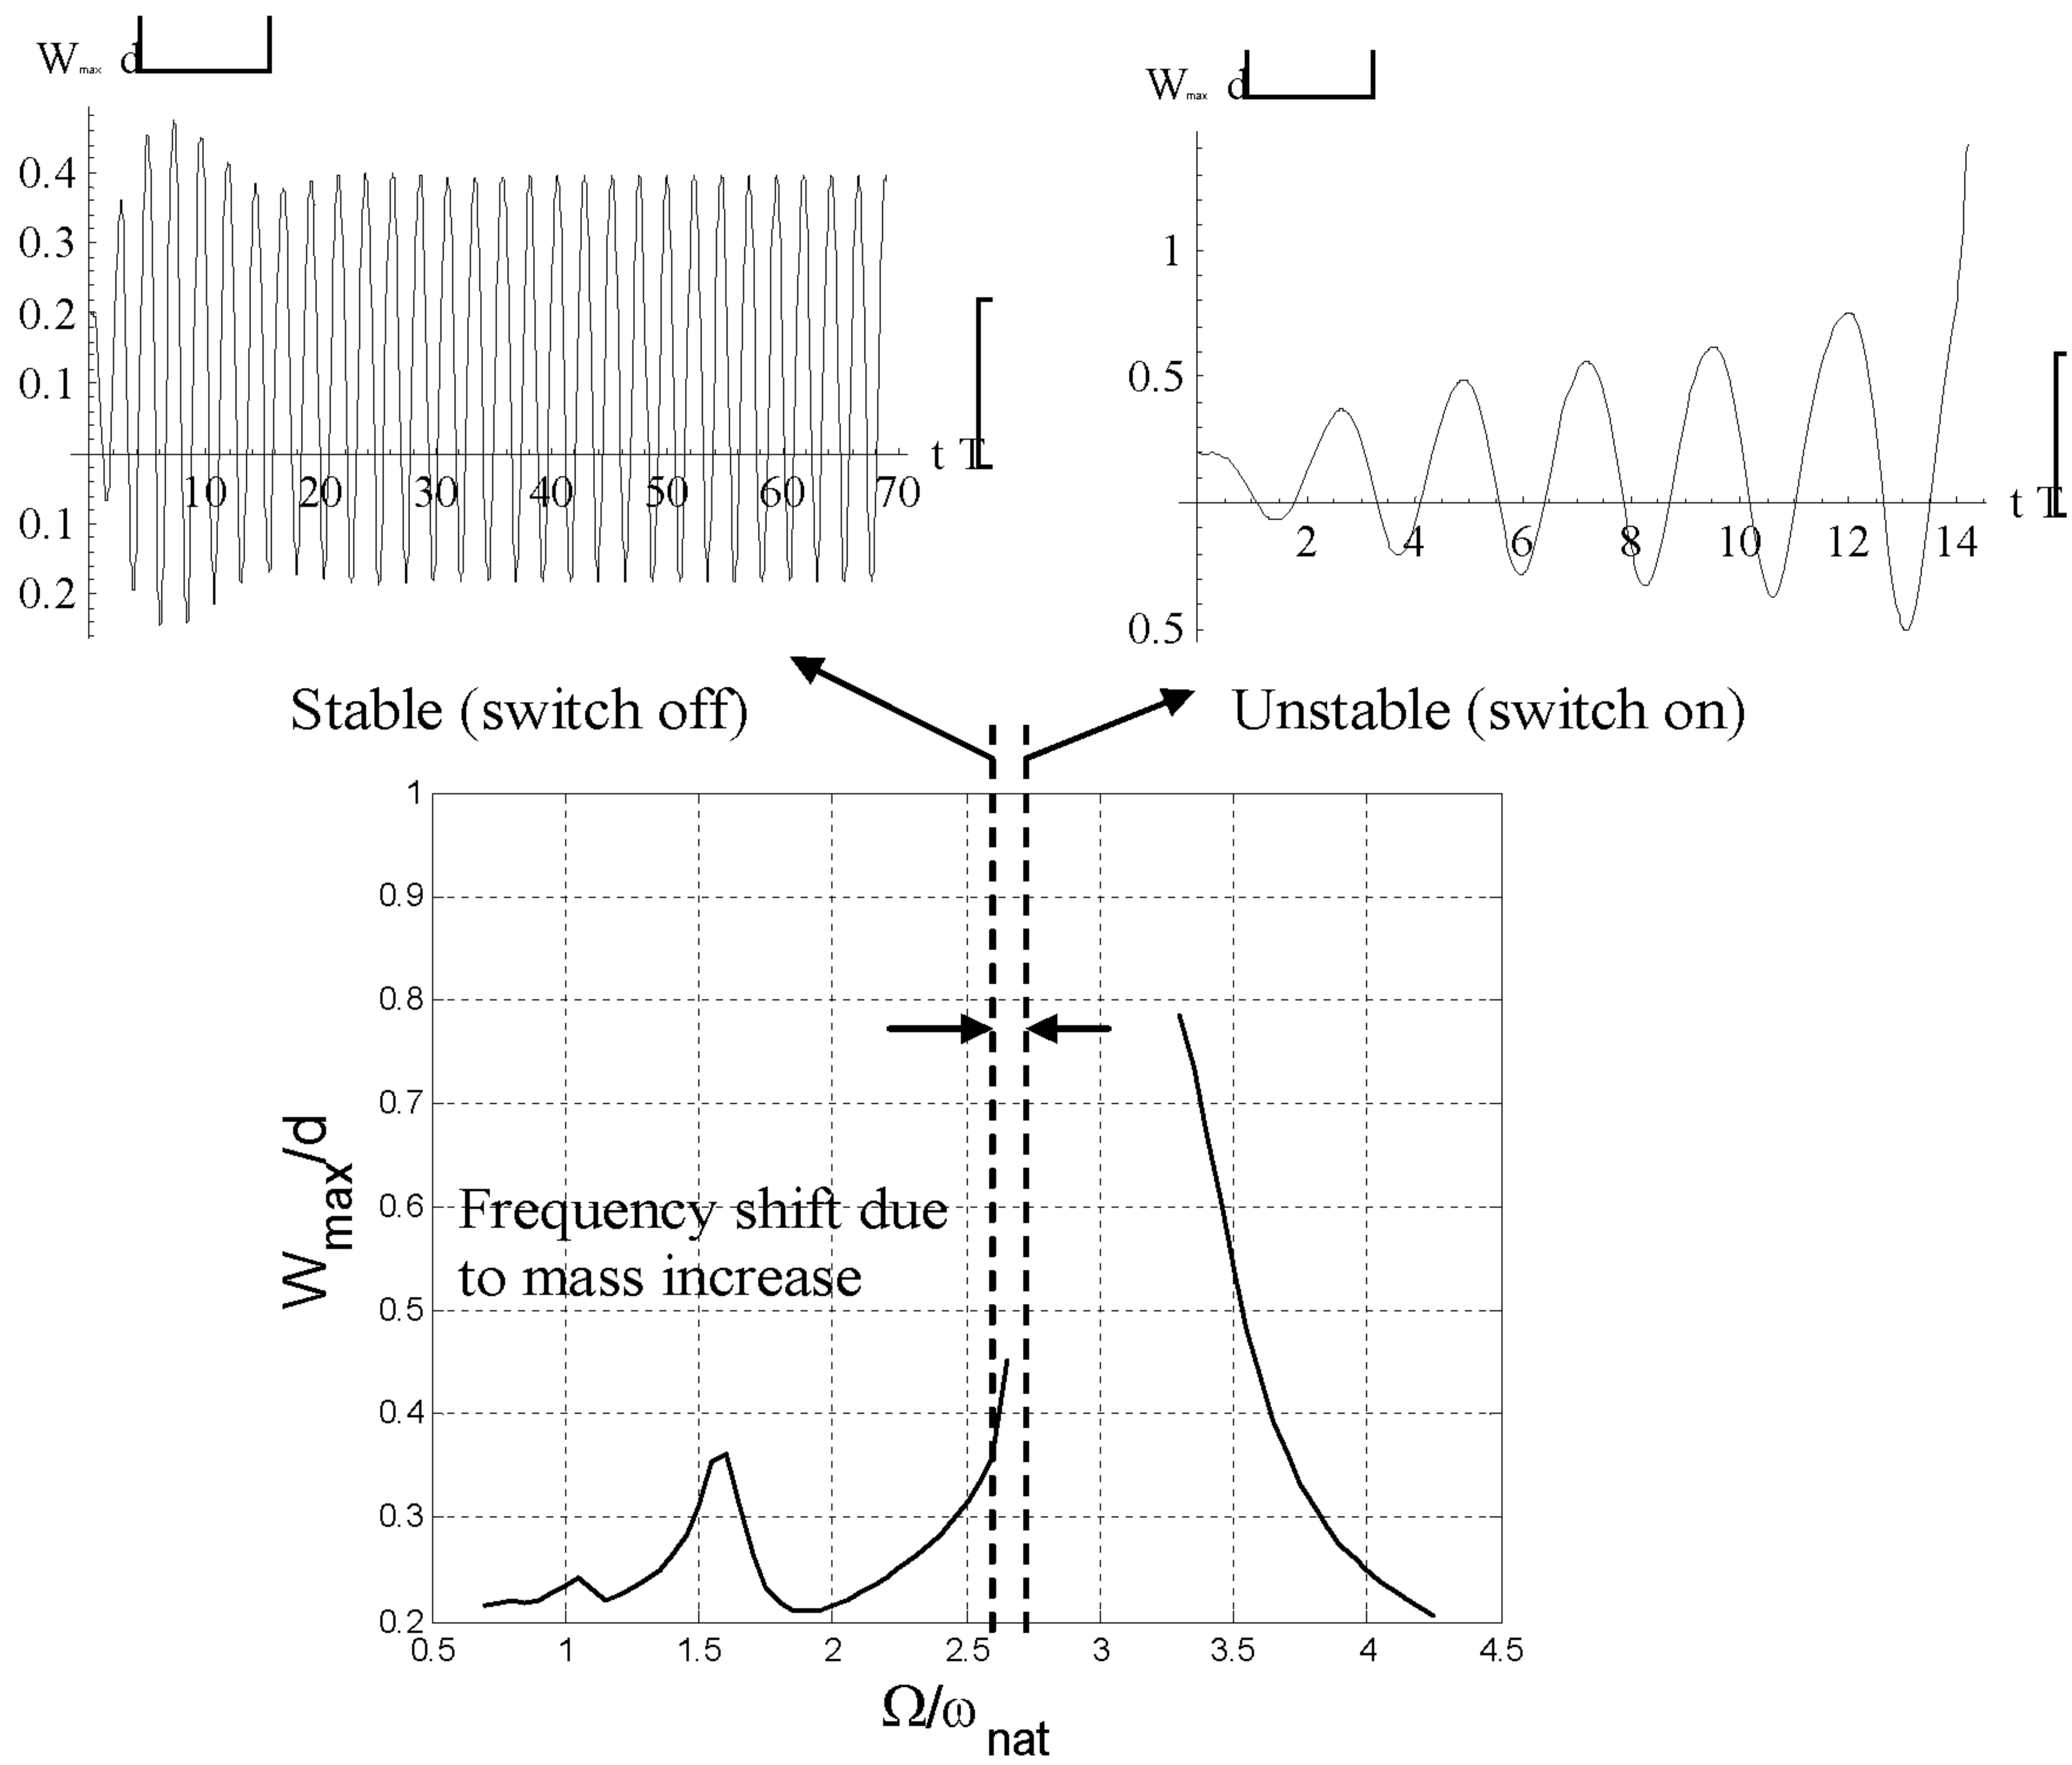 W max d
0.4
0.3
0.2
0.1
0.1
0.2
10 20 30 40 50 60 70
t T
W max d
1
0.5
0.5
2 4 6 8 10 12 14
t T
Stable (switch off)
Unstable (switch on)
1
0.9
0.8
0.7
0.6
0.5
0.4
0.3
0.2
Wmax/d
Frequency shift due
to mass increase
0.5 1 1.5 2 2.5 3 3.5 4 4.5
Ω/ω nat